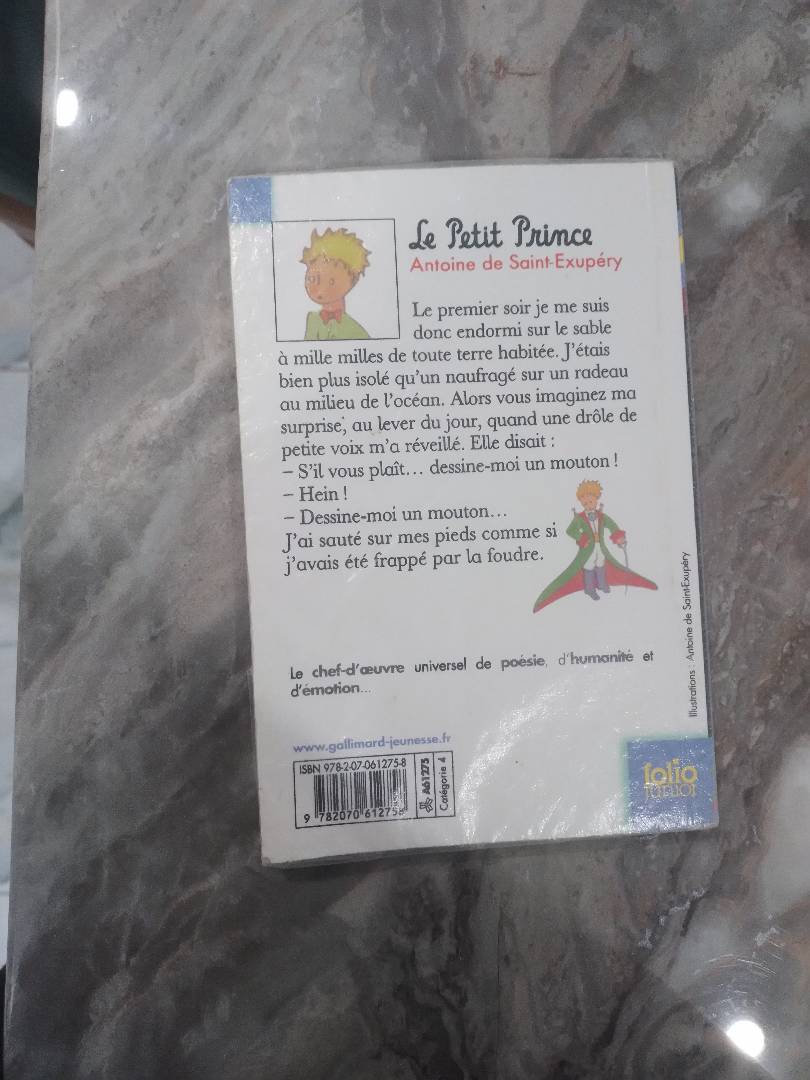 Le Petit Prince
Antoine de Saint-Exupéry
Le premier soir je me suis
donc endormi sur le sable
à mille milles de toute terre habitée. J'étais
bien plus isolé qu'un naufragé sur un radeau
au milieu de l'océan. Alors vous imaginez ma
surprise, au lever du jour, quand une drôle de
petite voix m'a réveillé. Elle disait :
– S'il vous plaît... dessine-moi un mouton !
– Hein !
– Dessine-moi un mouton...
J'ai sauté sur mes pieds comme si
j'avais été frappé par la foudre.
Illustrations : Antoine de Saint-Exupéry
Le chef-d'œuvre universel de poésie, d'humanité et
d'émotion...
www.gallimard-jeunesse.fr
ISBN 978-2-07-061275-8
9 782070 612758
A61275
Catégorie 4
folio
junior